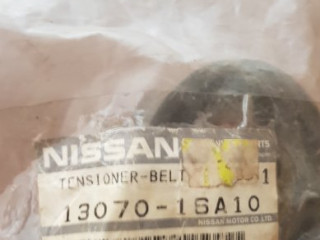 NISSAN
TENSIONER-BELT
13070-16A10
NISSAN MOTOR CO.LTD.